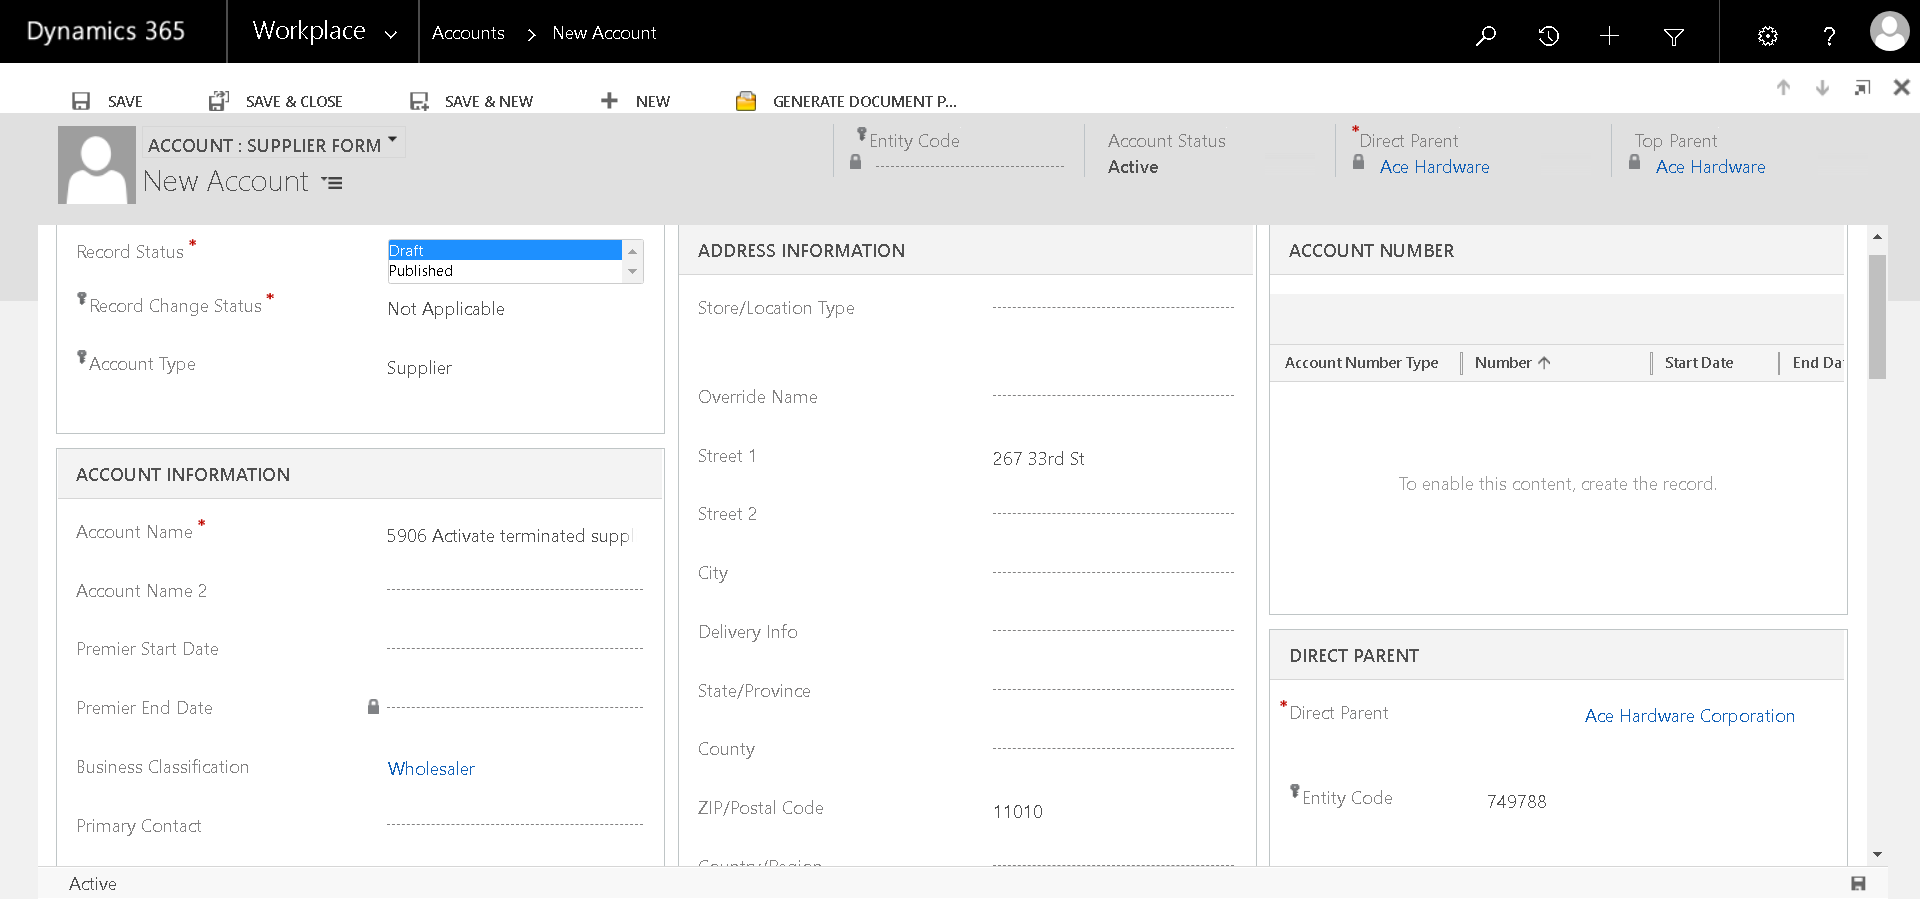 Dynamics 365
Workplace
Accounts > New Account
?
SAVE
SAVE & CLOSE
SAVE & NEW
NEW
GENERATE DOCUMENT P...
ACCOUNT : SUPPLIER FORM
New Account
Entity Code
Account Status
Active
*Direct Parent
Ace Hardware
Top Parent
Ace Hardware
Record Status *
Draft
Published
Record Change Status *
Not Applicable
Account Type
Supplier
ACCOUNT INFORMATION
Account Name *
5906 Activate terminated suppl
Account Name 2
Premier Start Date
Premier End Date
Business Classification
Wholesaler
Primary Contact
ADDRESS INFORMATION
Store/Location Type
Override Name
Street 1
267 33rd St
Street 2
City
Delivery Info
State/Province
County
ZIP/Postal Code
11010
Country/Region
ACCOUNT NUMBER
Account Number Type
Number
Start Date
End Da
To enable this content, create the record.
DIRECT PARENT
*Direct Parent
Ace Hardware Corporation
Entity Code
749788
Active